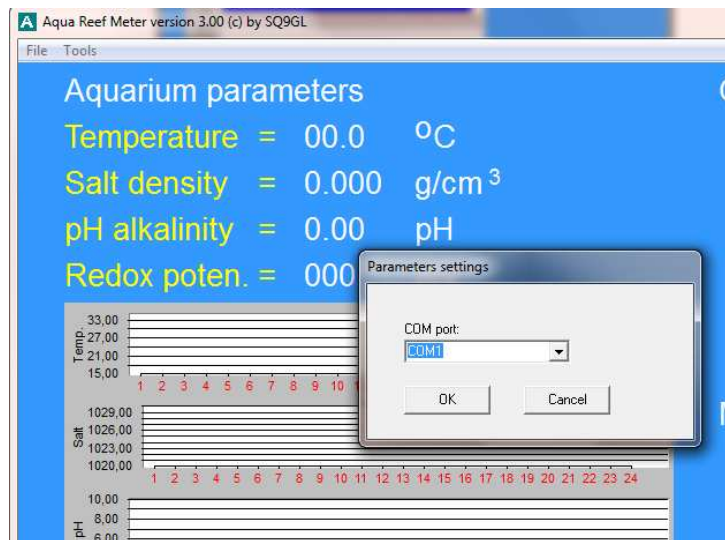 Aqua Reef Meter version 3.00 (c) by SQ9GL
File Tools
Aquarium parameters
Temperature = 00.0 ºC
Salt density = 0.000 g/cm³
pH alkalinity = 0.00 pH
Redox poten. = 000
Parameters settings
COM port:
COM1
OK Cancel
Temp.
33,00
27,00
21,00
15,00
1 2 3 4 5 6 7 8 9 10
Salt
1029,00
1026,00
1023,00
1020,00
1 2 3 4 5 6 7 8 9 10 11 12 13 14 15 16 17 18 19 20 21 22 23 24
pH
10,00
8,00
6,00